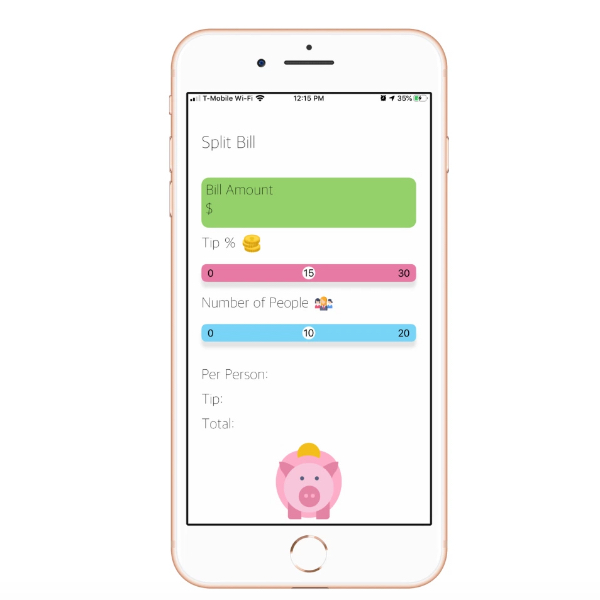 T-Mobile Wi-Fi 12:15 PM 35%
Split Bill
Bill Amount
$
Tip %
0 15 30
Number of People
0 10 20
Per Person:
Tip:
Total: